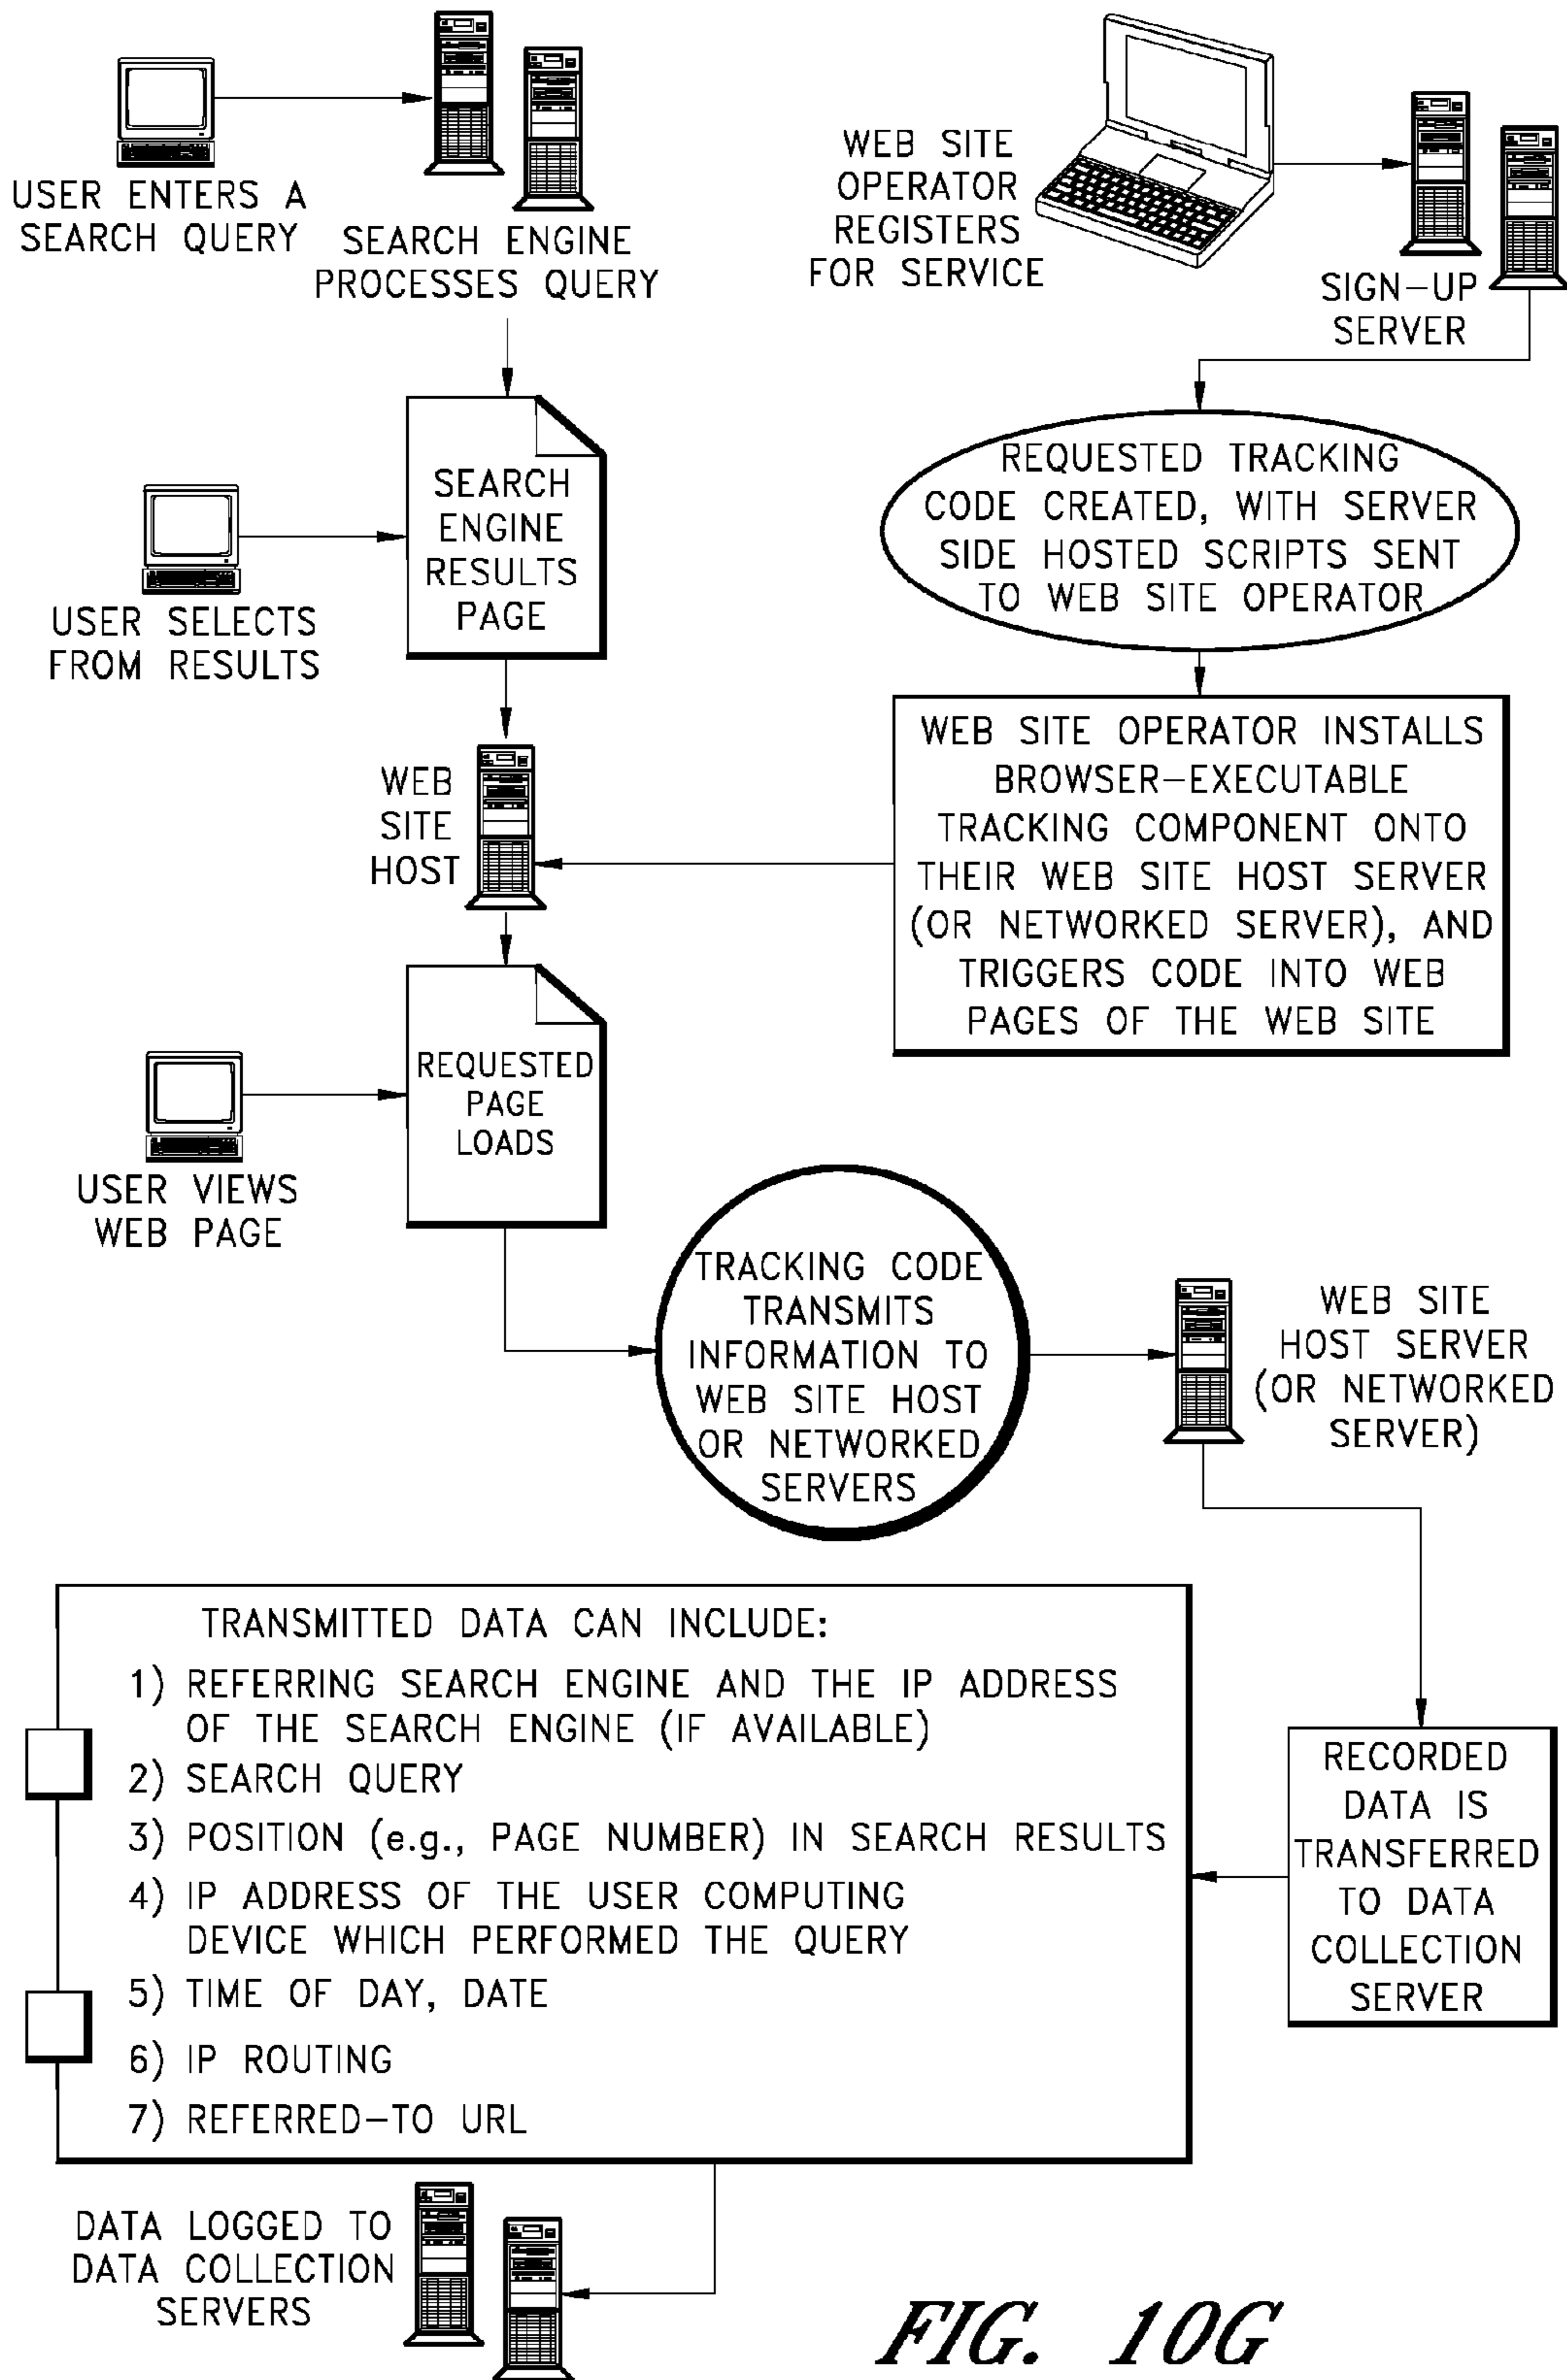 USER ENTERS A
SEARCH QUERY
SEARCH ENGINE
PROCESSES QUERY
WEB SITE
OPERATOR
REGISTERS
FOR SERVICE
SIGN-UP
SERVER
SEARCH
ENGINE
RESULTS
PAGE
USER SELECTS
FROM RESULTS
REQUESTED TRACKING
CODE CREATED, WITH SERVER
SIDE HOSTED SCRIPTS SENT
TO WEB SITE OPERATOR
WEB
SITE
HOST
WEB SITE OPERATOR INSTALLS
BROWSER-EXECUTABLE
TRACKING COMPONENT ONTO
THEIR WEB SITE HOST SERVER
(OR NETWORKED SERVER), AND
TRIGGERS CODE INTO WEB
PAGES OF THE WEB SITE
REQUESTED
PAGE
LOADS
USER VIEWS
WEB PAGE
TRACKING CODE
TRANSMITS
INFORMATION TO
WEB SITE HOST
OR NETWORKED
SERVERS
WEB SITE
HOST SERVER
(OR NETWORKED
SERVER)
TRANSMITTED DATA CAN INCLUDE:
1) REFERRING SEARCH ENGINE AND THE IP ADDRESS
OF THE SEARCH ENGINE (IF AVAILABLE)
2) SEARCH QUERY
3) POSITION (e.g., PAGE NUMBER) IN SEARCH RESULTS
4) IP ADDRESS OF THE USER COMPUTING
DEVICE WHICH PERFORMED THE QUERY
5) TIME OF DAY, DATE
6) IP ROUTING
7) REFERRED-TO URL
RECORDED
DATA IS
TRANSFERRED
TO DATA
COLLECTION
SERVER
DATA LOGGED TO
DATA COLLECTION
SERVERS
FIG. 10G